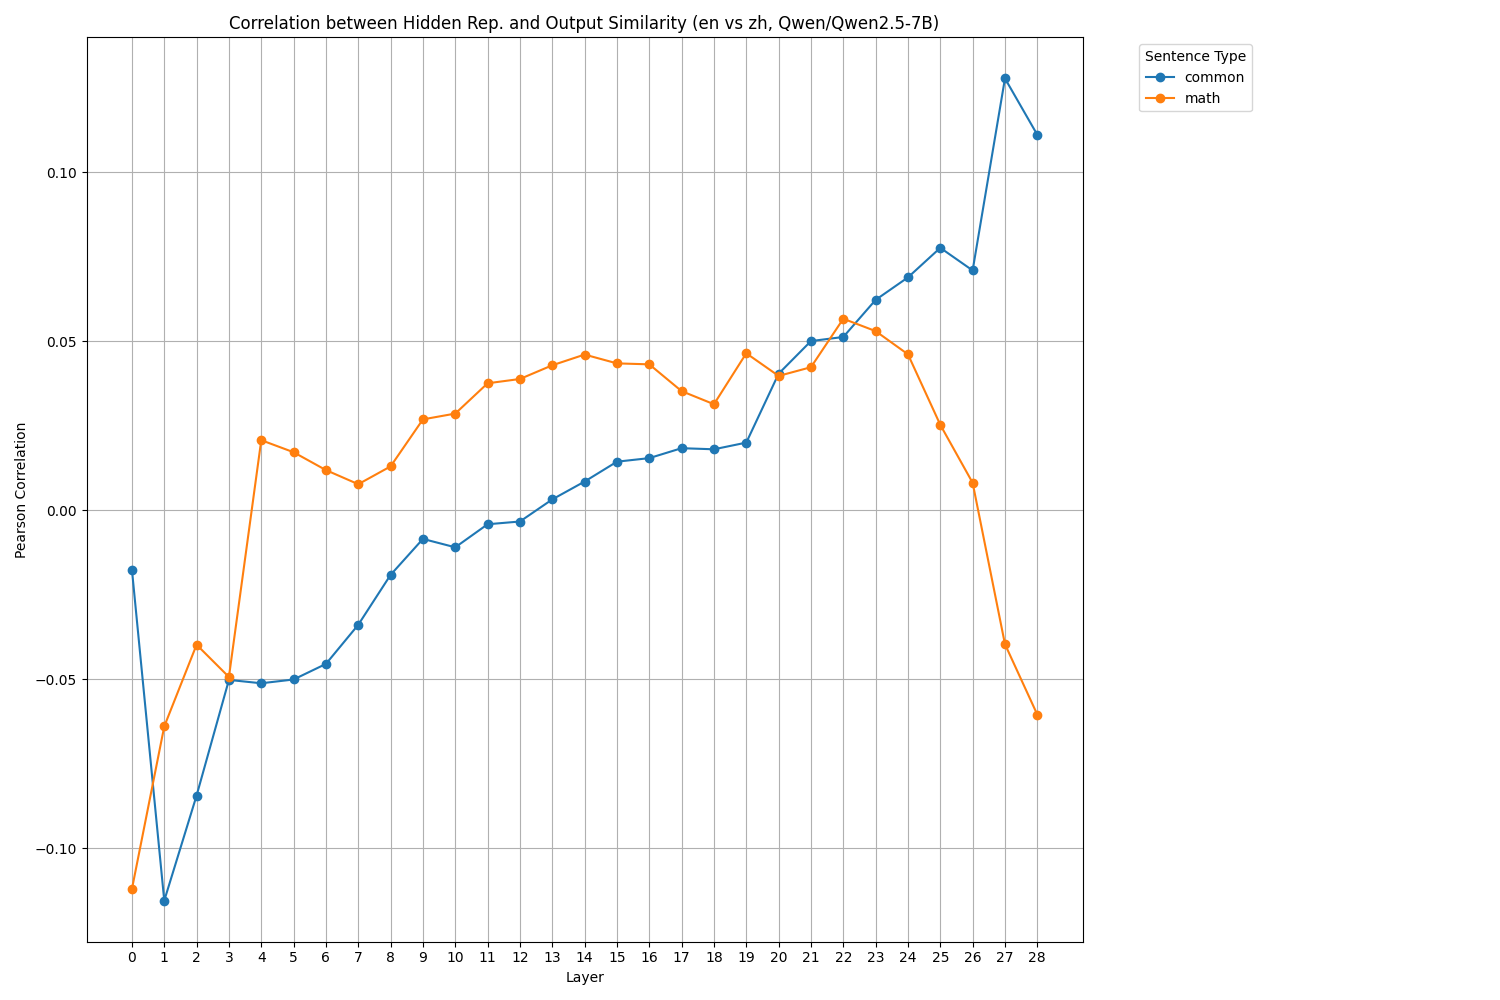 Correlation between Hidden Rep. and Output Similarity (en vs zh, Qwen/Qwen2.5-7B)
Sentence Type
common
math
Pearson Correlation
0.10
0.05
0.00
−0.05
−0.10
0 1 2 3 4 5 6 7 8 9 10 11 12 13 14 15 16 17 18 19 20 21 22 23 24 25 26 27 28
Layer